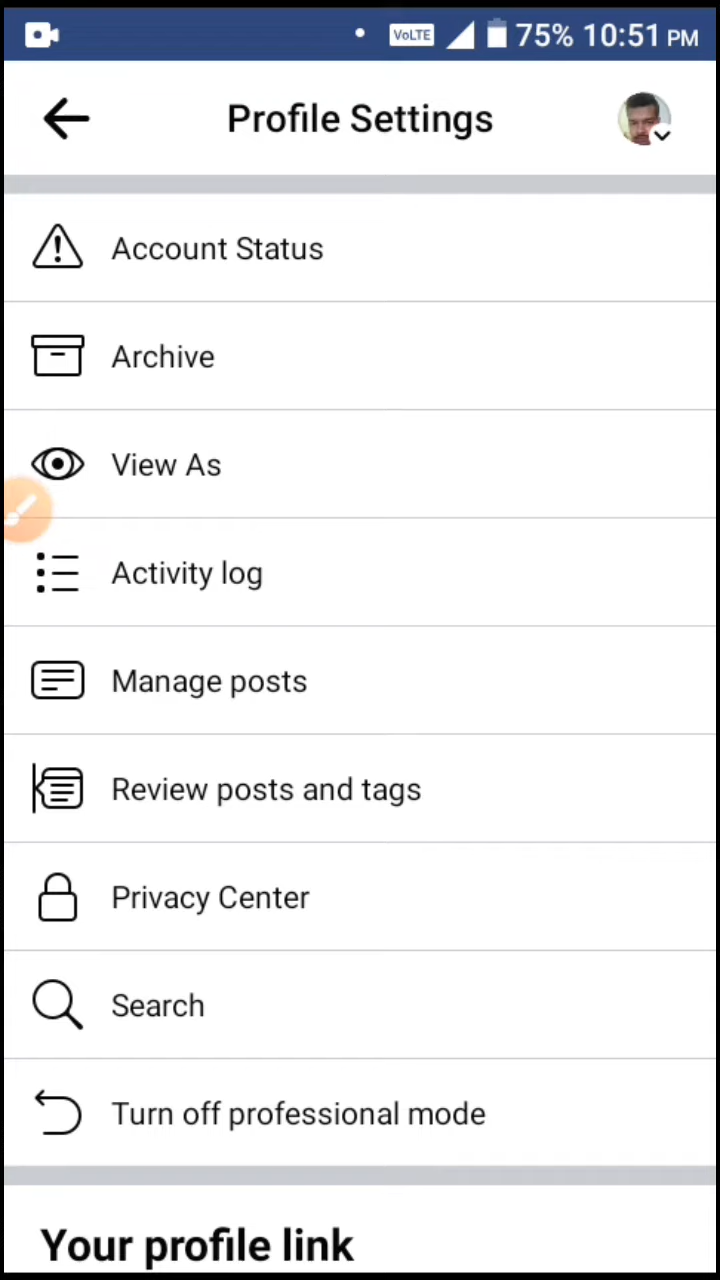 VoLTE 75% 10:51 PM
Profile Settings
Account Status
Archive
View As
Activity log
Manage posts
Review posts and tags
Privacy Center
Search
Turn off professional mode
Your profile link